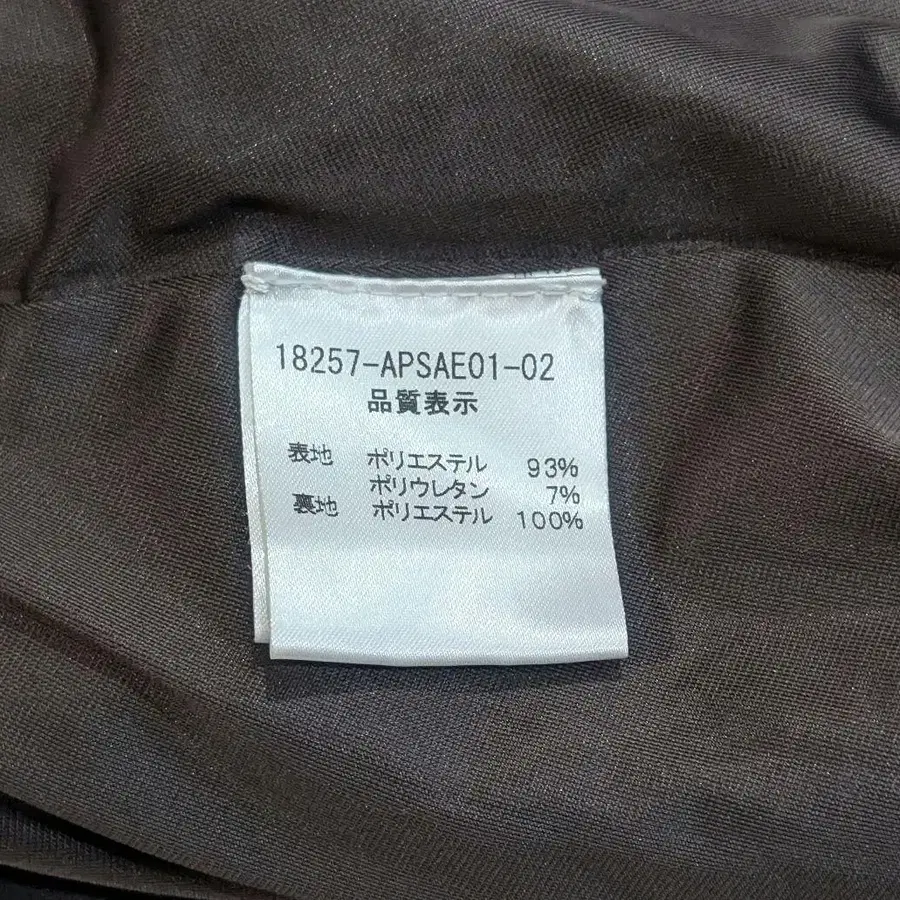 18257-APSAE01-02
品質表示
表地 ポリエステル 93%
ポリウレタン 7%
裏地 ポリエステル 100%